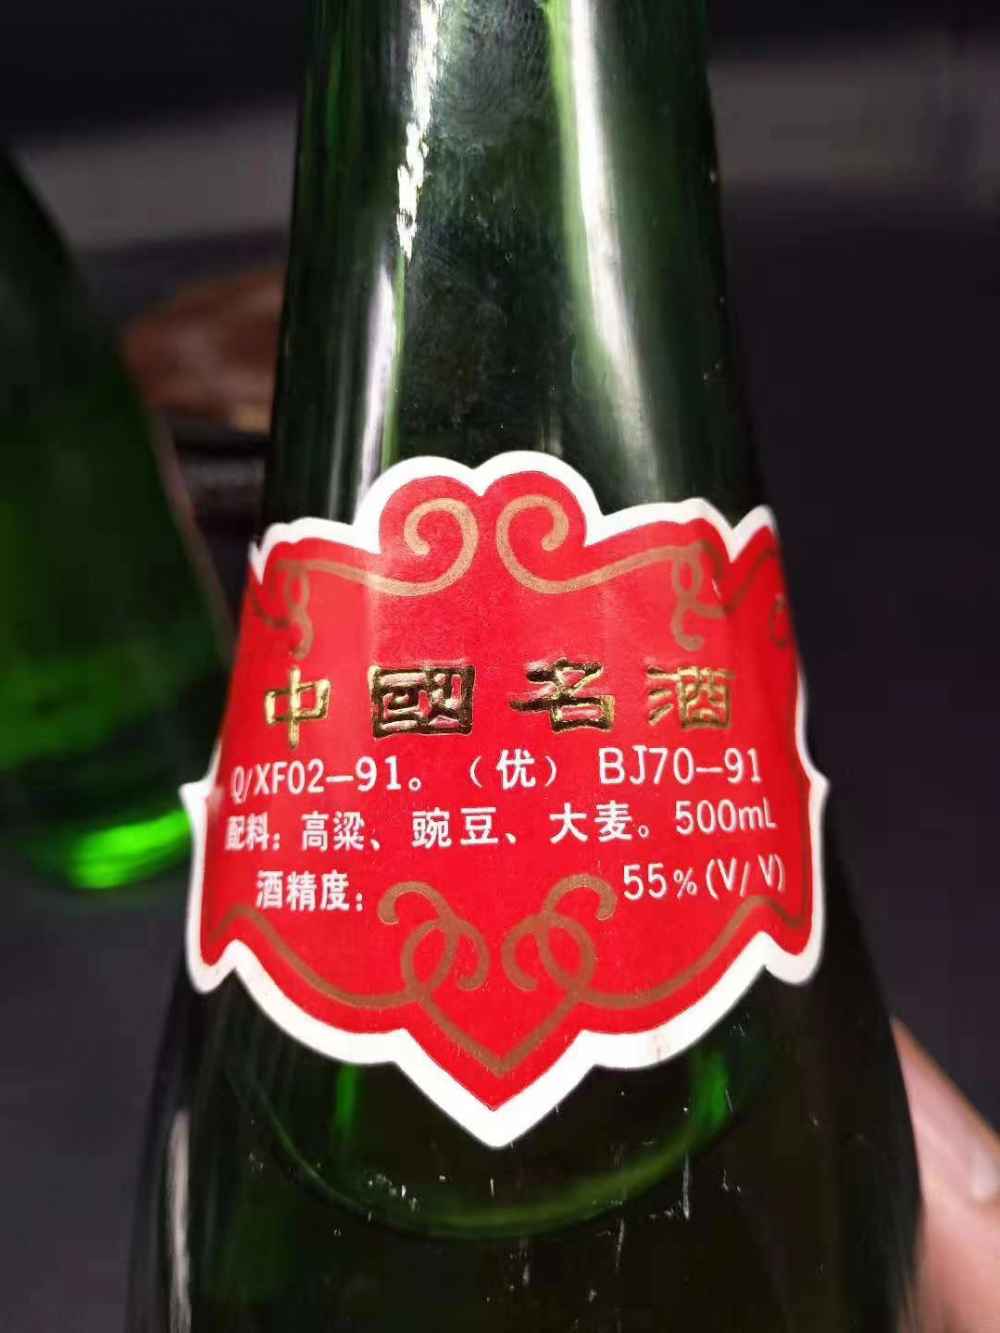 中國名酒
Q/XF02-91。（优） BJ70-91
配料：高粱、豌豆、大麦。500mL
酒精度： 55%(V/V)